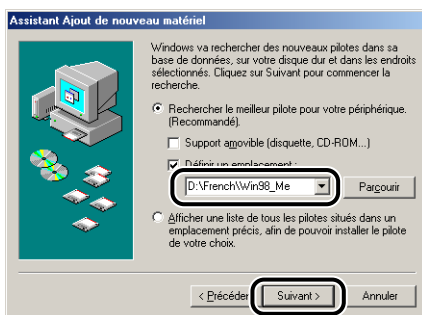 Assistant Ajout de nouveau matériel
Windows va rechercher des nouveaux pilotes dans sa
base de données, sur votre disque dur et dans les endroits
sélectionnés. Cliquez sur Suivant pour commencer la
recherche.
Rechercher le meilleur pilote pour votre périphérique.
(Recommandé).
Support amovible (disquette, CD-ROM...)
Définir un emplacement :
D:\French\Win98_Me
Parcourir
Afficher une liste de tous les pilotes situés dans un
emplacement précis, afin de pouvoir installer le pilote
de votre choix.
< Précéder
Suivant >
Annuler